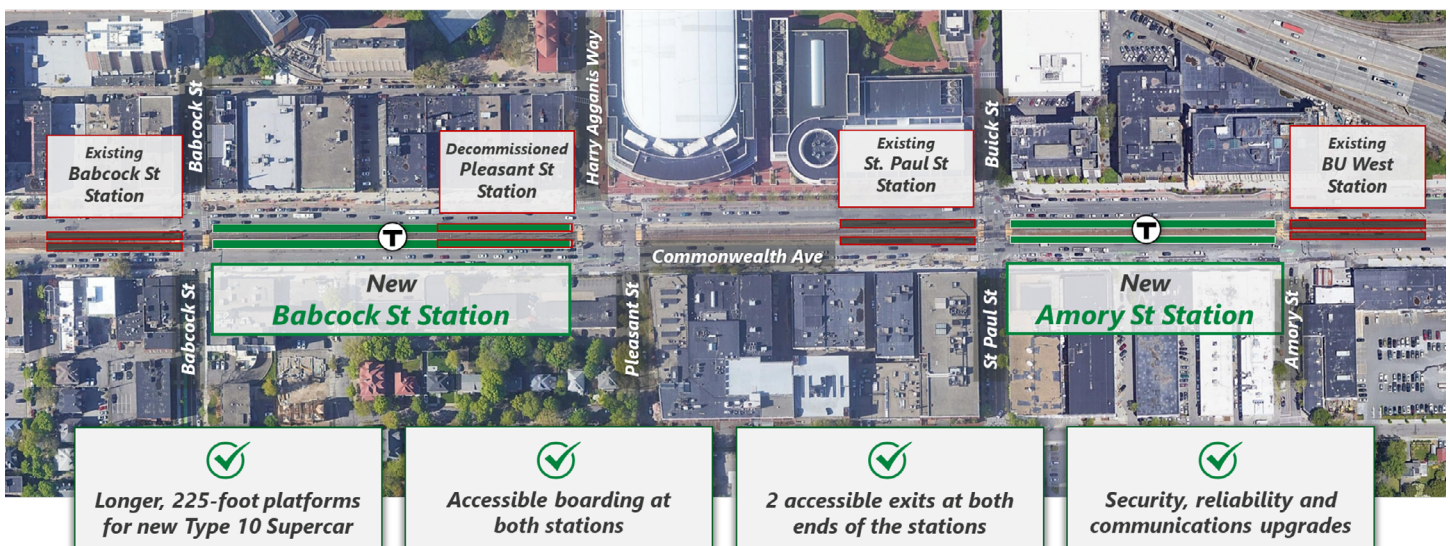 Existing
Babcock St
Station
Babcock St
Decommissioned
Pleasant St
Station
Harry Agganis Way
Existing
St. Paul St
Station
Buick St
Existing
BU West
Station
T
T
Commonwealth Ave
Babcock St
New
Babcock St Station
Pleasant St
St Paul St
New
Amory St Station
Amory St
Longer, 225-foot platforms
for new Type 10 Supercar
Accessible boarding at
both stations
2 accessible exits at both
ends of the stations
Security, reliability and
communications upgrades